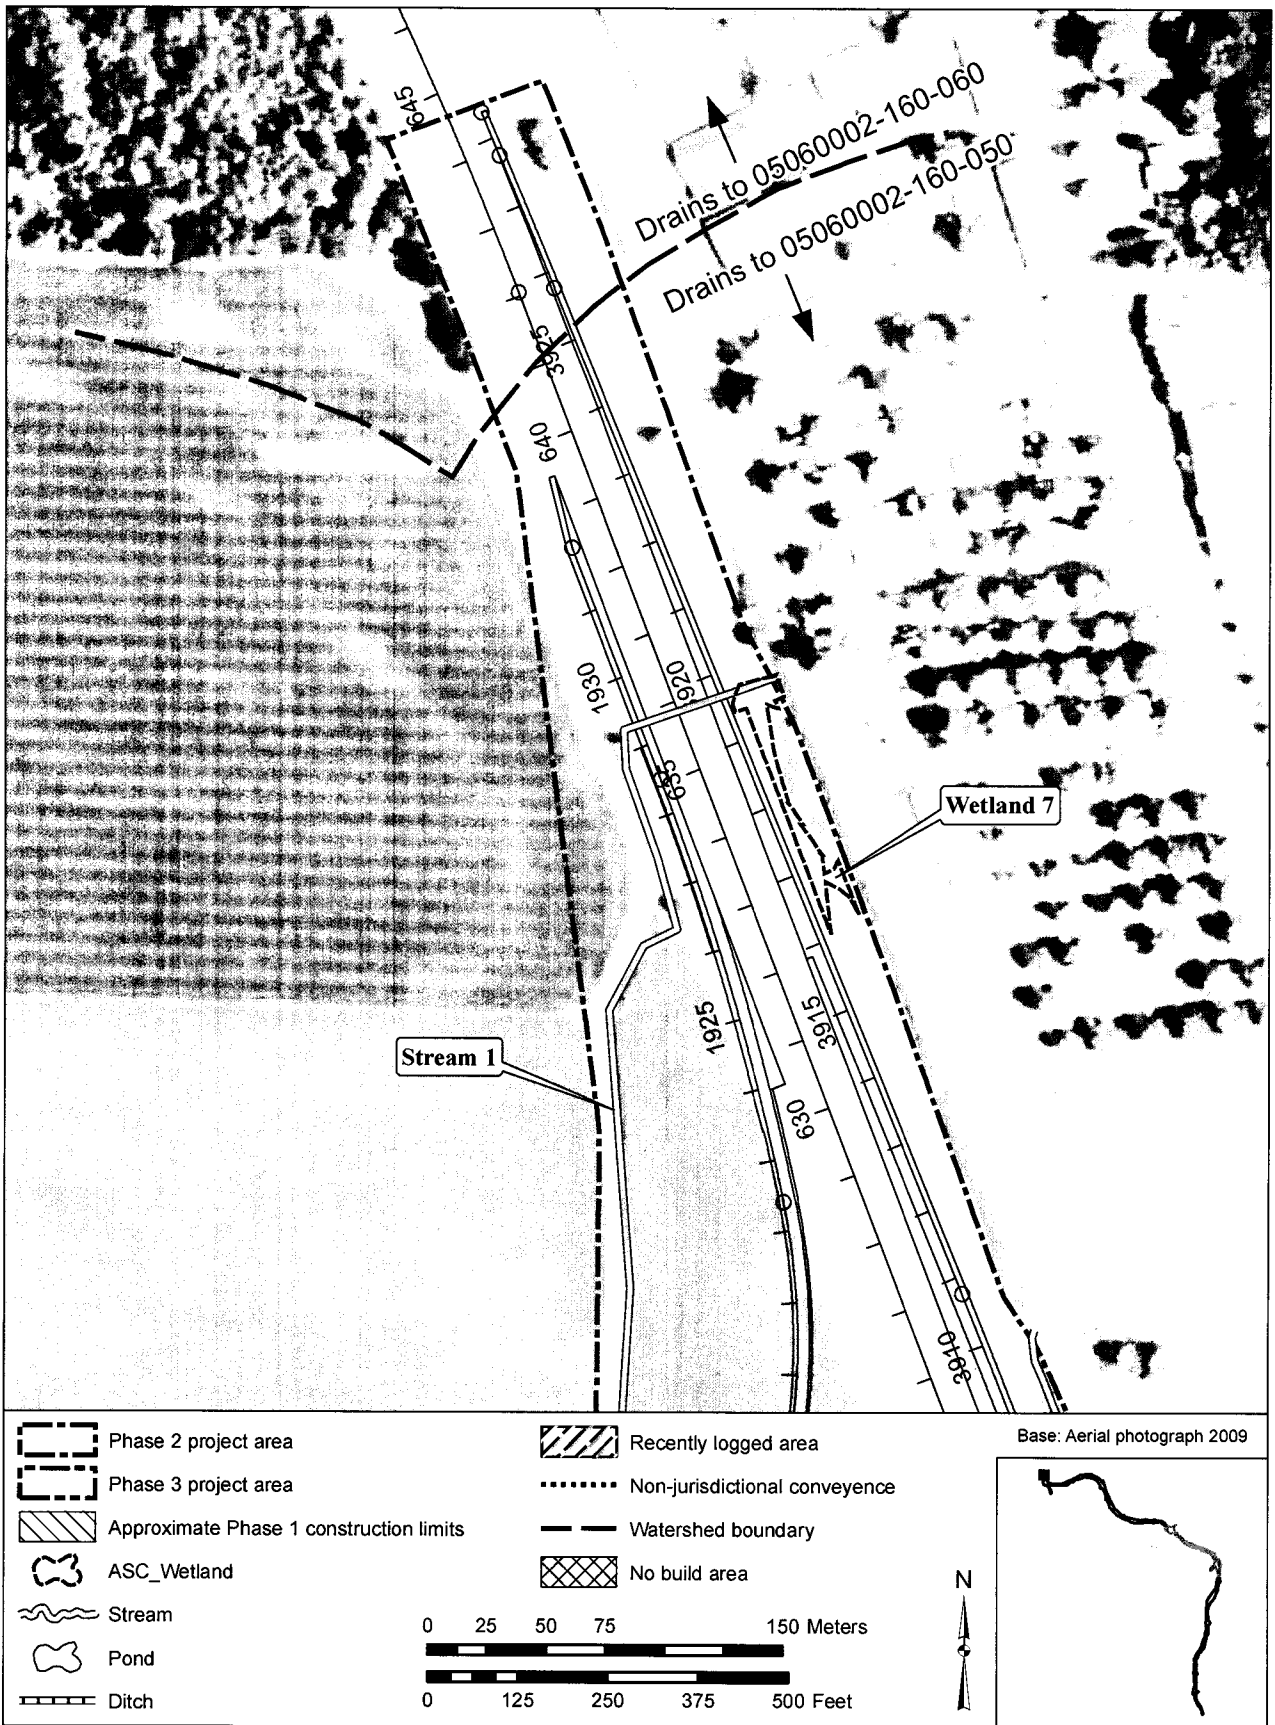 645
Drains to 05060002-160-060
Drains to 05060002-160-050
3925
640
1930
3920
635
Wetland 7
1925
3915
Stream 1
630
3910
Phase 2 project area
Phase 3 project area
Approximate Phase 1 construction limits
ASC_Wetland
Stream
Pond
Ditch
Recently logged area
Non-jurisdictional conveyence
Watershed boundary
No build area
0 25 50 75 150 Meters
0 125 250 375 500 Feet
N
Base: Aerial photograph 2009